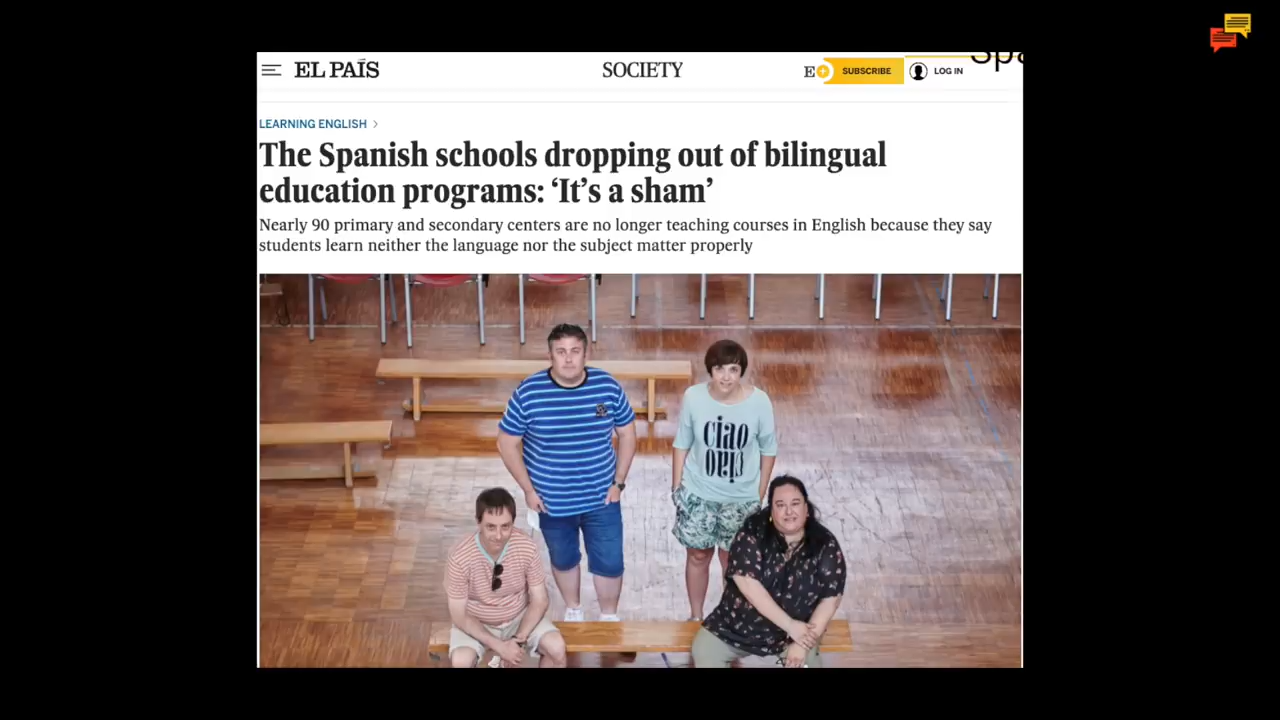 EL PAÍS
SOCIETY
SUBSCRIBE
LOG IN
LEARNING ENGLISH
The Spanish schools dropping out of bilingual
education programs: ‘It’s a sham’
Nearly 90 primary and secondary centers are no longer teaching courses in English because they say
students learn neither the language nor the subject matter properly
ciao
ciao